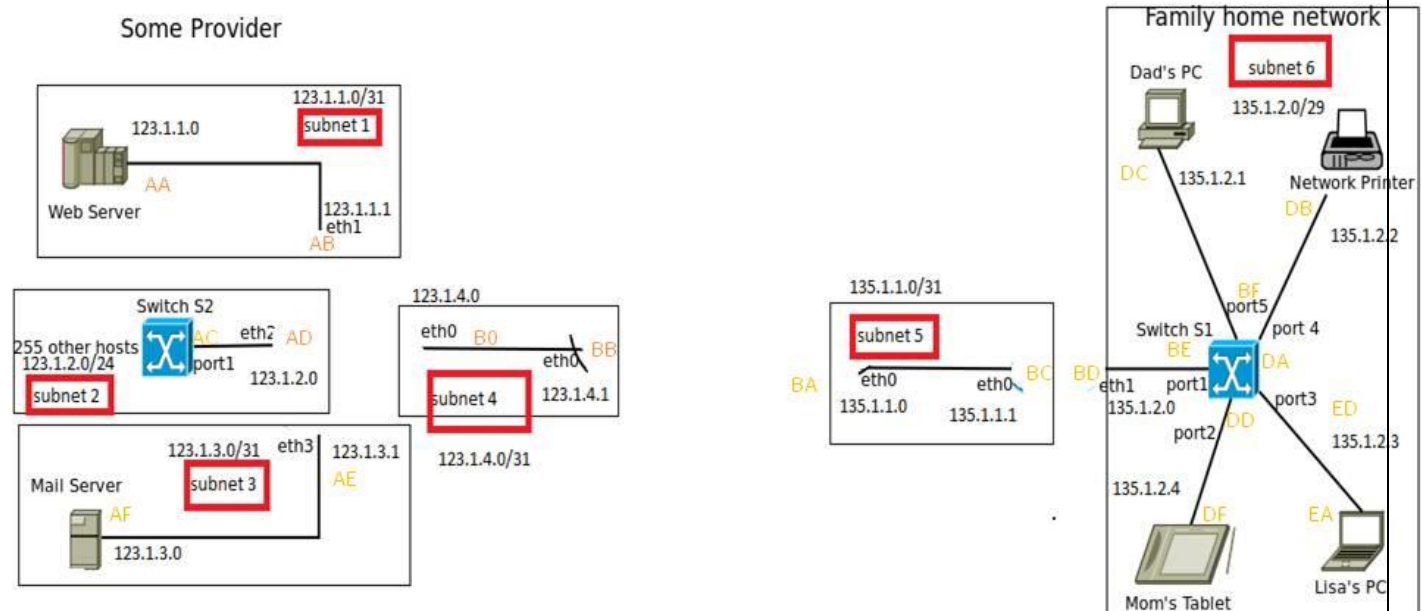 Some Provider
123.1.1.0/31
subnet 1
123.1.1.0
AA
Web Server
123.1.1.1
eth1
AB
Switch S2
AC
eth2
AD
255 other hosts
123.1.2.0/24
port1
123.1.2.0
subnet 2
123.1.3.0/31
eth3
123.1.3.1
subnet 3
AE
Mail Server
AF
123.1.3.0
123.1.4.0
eth0
B0
BB
eth0
subnet 4
123.1.4.1
123.1.4.0/31
135.1.1.0/31
subnet 5
BA
eth0
eth0
BC
135.1.1.0
135.1.1.1
Family home network
subnet 6
Dad's PC
135.1.2.0/29
DC
135.1.2.1
Network Printer
DB
135.1.2.2
BF
port5
port 4
Switch S1
BE
DA
BD
eth1
port1
port3
ED
135.1.2.0
DD
port2
135.1.2.3
135.1.2.4
DF
EA
Lisa's PC
Mom's Tablet